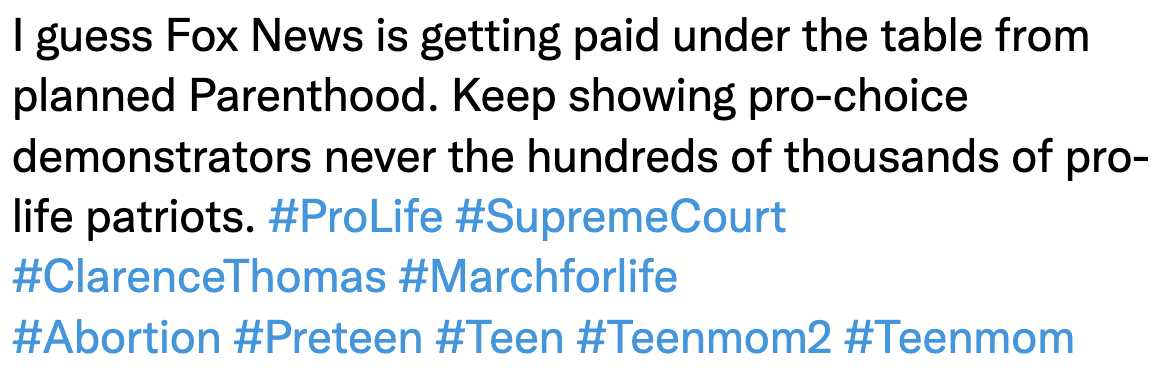 I guess Fox News is getting paid under the table from
planned Parenthood. Keep showing pro-choice
demonstrators never the hundreds of thousands of pro-
life patriots. #ProLife #SupremeCourt
#ClarenceThomas #Marchforlife
#Abortion #Preteen #Teen #Teenmom2 #Teenmom